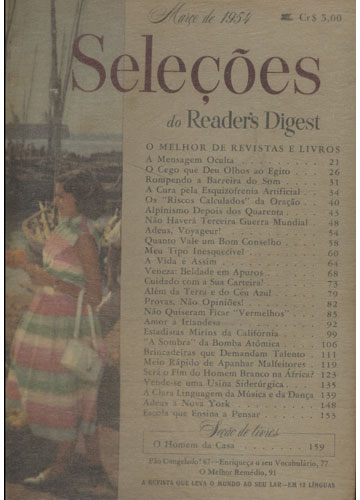 Março de 1954 Cr$ 5,00
Seleções
do Reader's Digest
O MELHOR DE REVISTAS E LIVROS
A Mensagem Oculta . . . . . . . . . 21
O Cego que Deu Olhos ao Egito . . . 26
Rompendo a Barreira do Som . . . . 31
A Cura pela Esquizofrenia Artificial . . 34
Os "Riscos Calculados" da Oração . . . 40
Alpinismo Depois dos Quarenta . . . 43
Não Haverá Terceira Guerra Mundial . 48
Adeus, Voyageur! . . . . . . . . . 54
Quanto Vale um Bom Conselho . . . . 58
Meu Tipo Inesquecível . . . . . . . 60
A Vida é Assim . . . . . . . . . . 64
Veneza: Beldade em Apuros . . . . . 68
Cuidado com a Sua Carteira! . . . . 73
Além da Terra e do Céu Azul . . . . 79
Provas, Não Opiniões! . . . . . . . 82
Não Quiseram Ficar "Vermelhos" . . . 85
Amor à Irlandesa . . . . . . . . . 92
Estadistas Mirins da Califórnia . . . . 99
"A Sombra" da Bomba Atômica . . . 106
Brincadeiras que Demandam Talento . 111
Meio Rápido de Apanhar Malfeitores . 119
Será o Fim do Homem Branco na África? 123
Vende-se uma Usina Siderúrgica . . . 135
A Clara Linguagem da Música e da Dança 139
Adeus a Nova York . . . . . . . . 148
Escola que Ensina a Pensar . . . . . 153
Seção de livros
O Homem da Casa . . . . . . . 159
Pão Congelado! 67—Enriqueça o seu Vocabulário, 77
O Melhor Remédio, 91
A REVISTA QUE LEVA O MUNDO AO SEU LAR—EM 12 LÍNGUAS